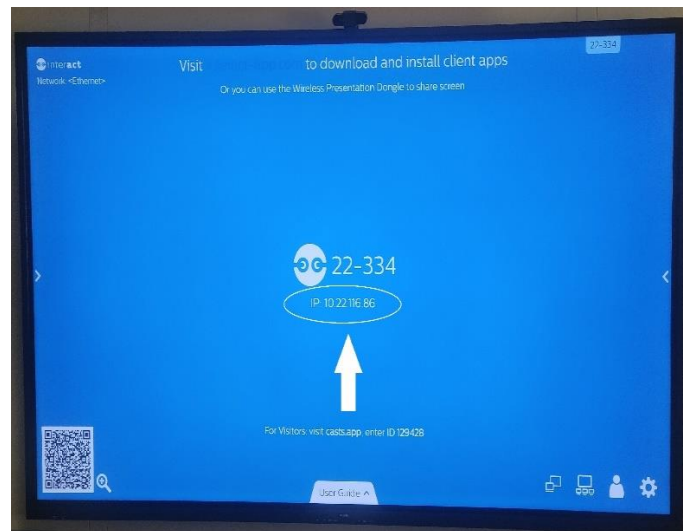 22-334
interact
Visit to download and install client apps
Network: <Ethernet>
Or you can use the Wireless Presentation Dongle to share screen
22-334
IP: 10.22.116.86
For Visitors: visit casts.app, enter ID 129428
User Guide